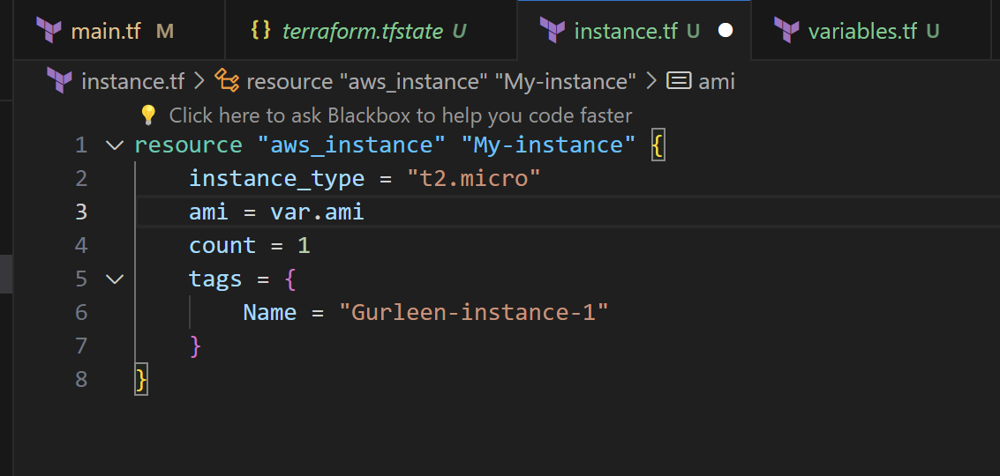 main.tf M {} terraform.tfstate U instance.tf U variables.tf U
instance.tf > resource "aws_instance" "My-instance" > ami
Click here to ask Blackbox to help you code faster
1 resource "aws_instance" "My-instance" {
2 instance_type = "t2.micro"
3 ami = var.ami
4 count = 1
5 tags = {
6 Name = "Gurleen-instance-1"
7 }
8 }